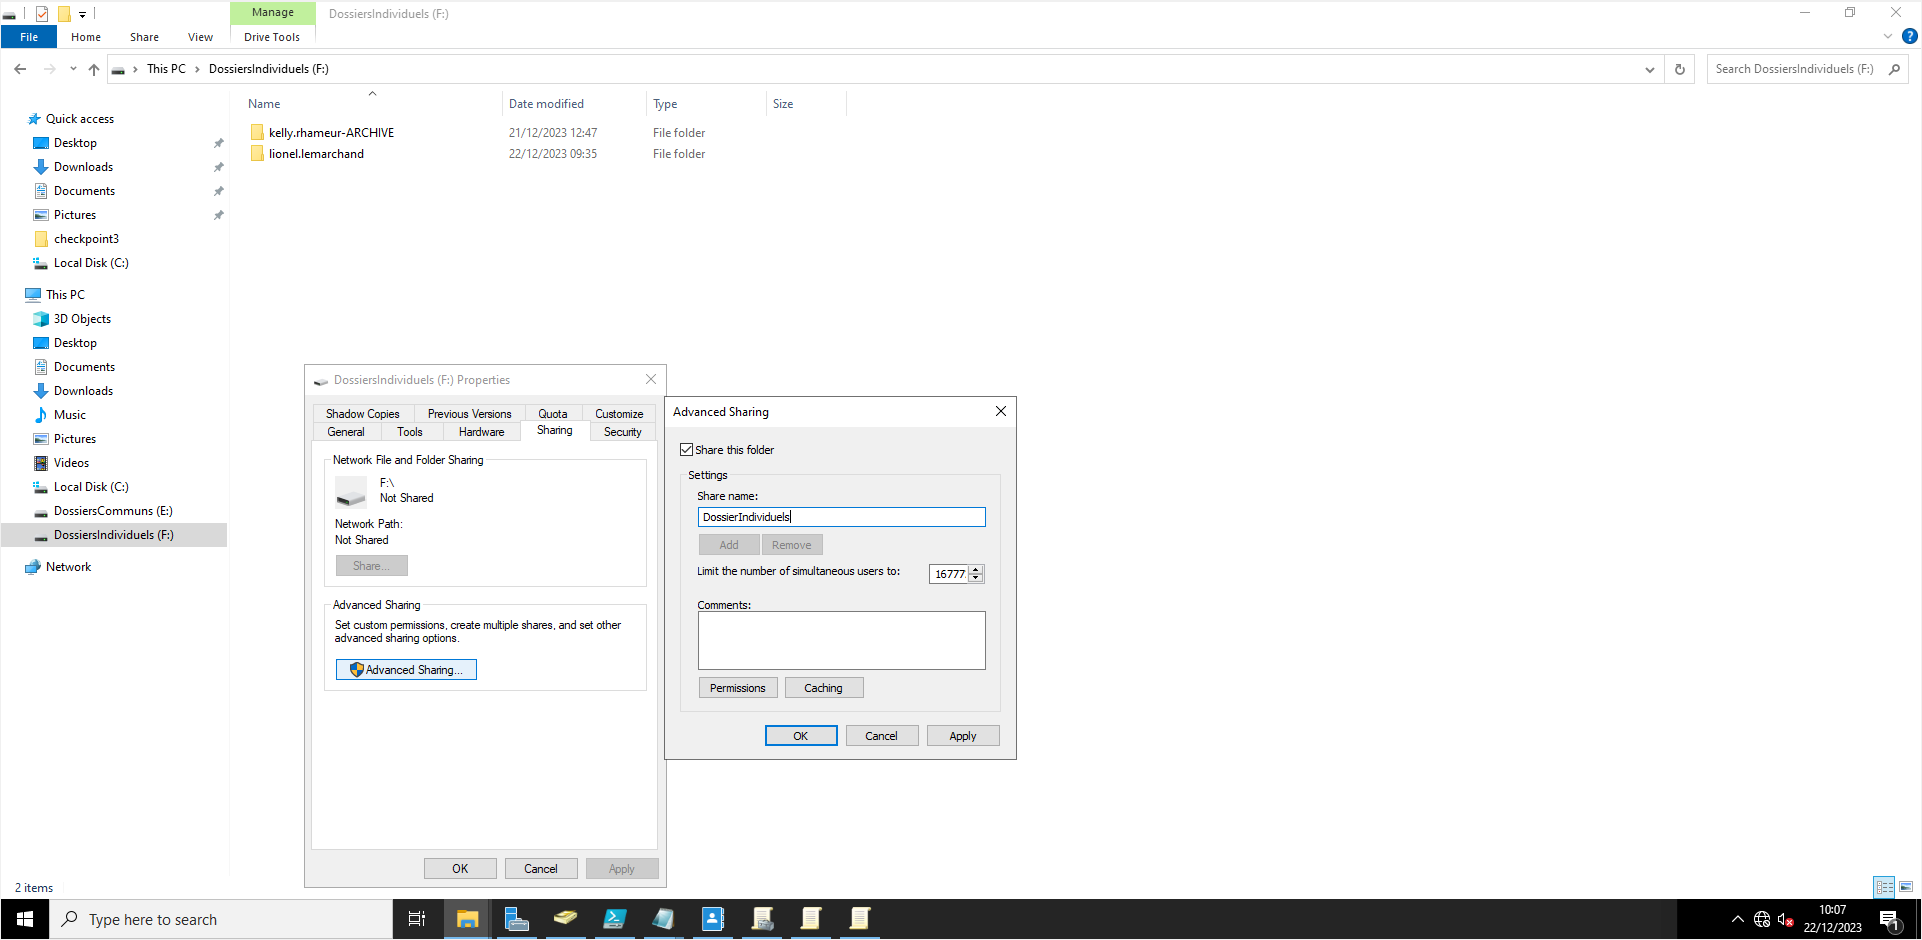 Manage
DossiersIndividuels (F:)
File
Home
Share
View
Drive Tools
?
This PC
DossiersIndividuels (F:)
Search DossiersIndividuels (F:)
Quick access
Desktop
Downloads
Documents
Pictures
checkpoint3
Local Disk (C:)
This PC
3D Objects
Desktop
Documents
Downloads
Music
Pictures
Videos
Local Disk (C:)
DossiersCommuns (E:)
DossiersIndividuels (F:)
Network
Name
Date modified
Type
Size
kelly.rhameur-ARCHIVE
21/12/2023 12:47
File folder
lionel.lemarchand
22/12/2023 09:35
File folder
DossiersIndividuels (F:) Properties
Shadow Copies
Previous Versions
Quota
Customize
General
Tools
Hardware
Sharing
Security
Network File and Folder Sharing
F:\
Not Shared
Network Path:
Not Shared
Share...
Advanced Sharing
Set custom permissions, create multiple shares, and set other
advanced sharing options.
Advanced Sharing...
OK
Cancel
Apply
Advanced Sharing
Share this folder
Settings
Share name:
DossierIndividuels
Add
Remove
Limit the number of simultaneous users to:
16777
Comments:
Permissions
Caching
OK
Cancel
Apply
2 items
Type here to search
10:07
22/12/2023
1